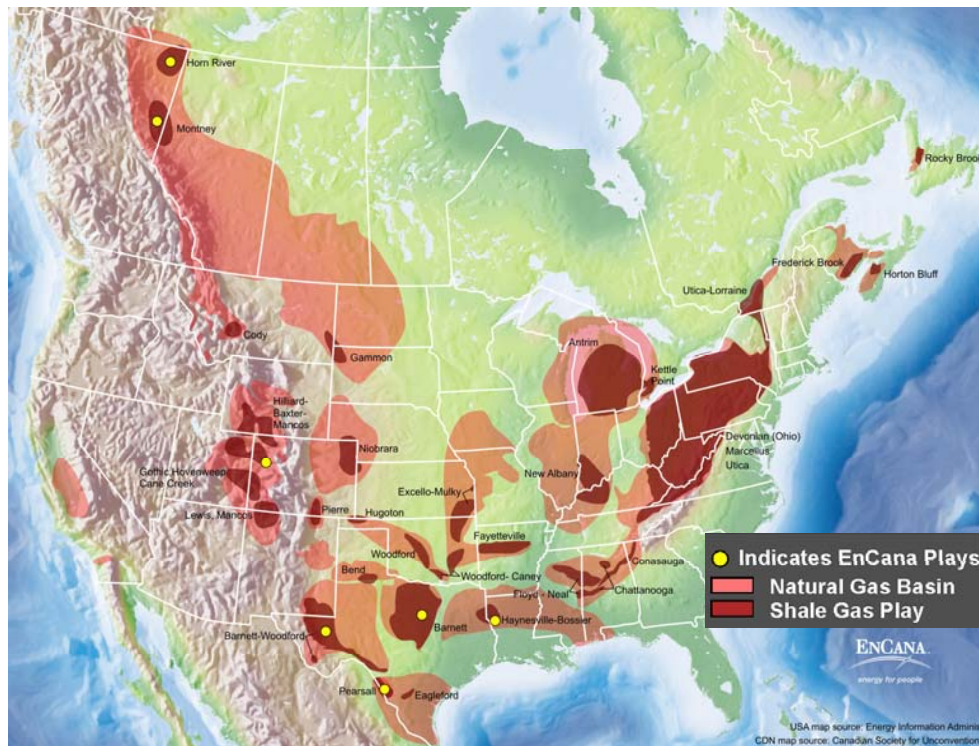 Horn River
Montney
Rocky Brook
Frederick Brook
Horton Bluff
Utica-Lorraine
Cody
Gammon
Antrim
Kettle
Point
Hilliard-
Baxter-
Mancos
Niobrara
Devonian (Ohio)
Marcellus
Utica
Gothic Hovenweep
Cane Creek
New Albany
Excello-Mulky
Lewis, Mancos
Pierre
Hugoton
Fayetteville
Woodford
Bend
Woodford- Caney
Conasauga
Floyd - Neal
Chattanooga
Indicates EnCana Plays
Natural Gas Basin
Shale Gas Play
Barnett
Haynesville-Bossier
Barnett-Woodford
ENCANA
energy for people
Pearsall
Eagleford
USA map source: Energy Information Adminis
CDN map source: Canadian Society for Unconvention